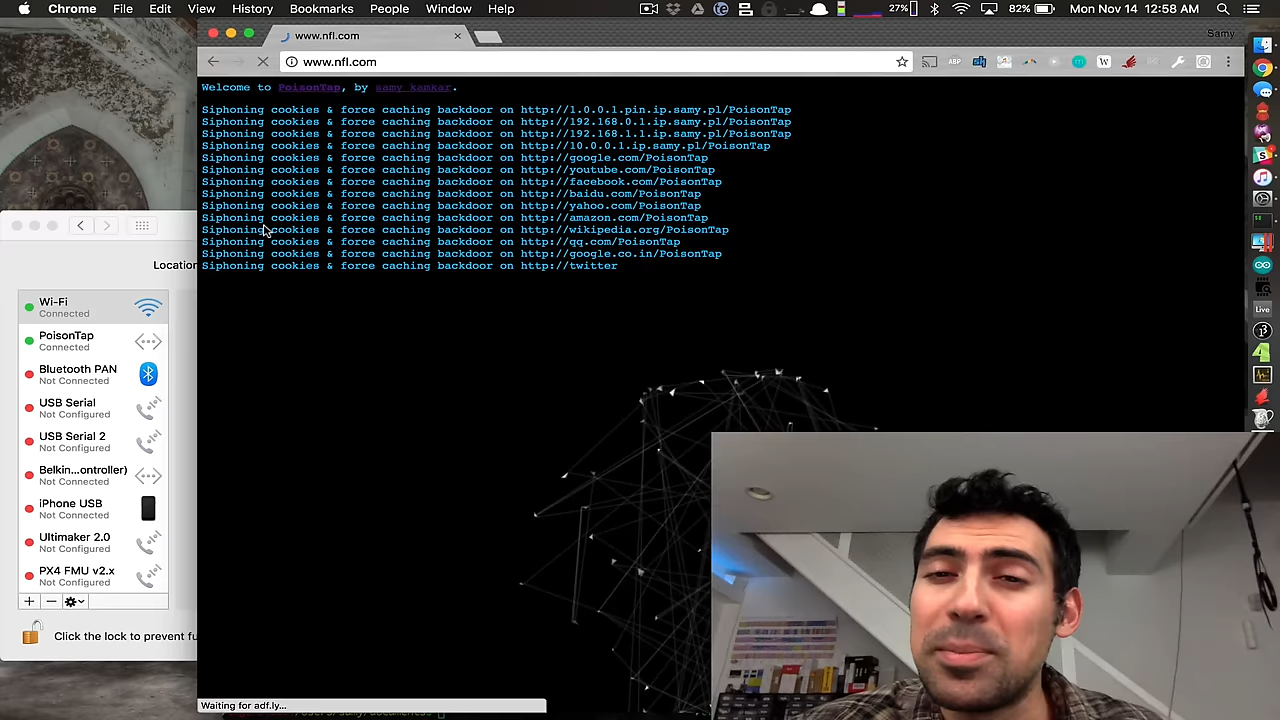 Chrome File Edit View History Bookmarks People Window Help 27% 82% Mon Nov 14 12:58 AM
www.nfl.com
Samy
www.nfl.com
ABP
W
Welcome to PoisonTap, by samy kamkar.
Siphoning cookies & force caching backdoor on http://1.0.0.1.pin.ip.samy.pl/PoisonTap
Siphoning cookies & force caching backdoor on http://192.168.0.1.ip.samy.pl/PoisonTap
Siphoning cookies & force caching backdoor on http://192.168.1.1.ip.samy.pl/PoisonTap
Siphoning cookies & force caching backdoor on http://10.0.0.1.ip.samy.pl/PoisonTap
Siphoning cookies & force caching backdoor on http://google.com/PoisonTap
Siphoning cookies & force caching backdoor on http://youtube.com/PoisonTap
Siphoning cookies & force caching backdoor on http://facebook.com/PoisonTap
Siphoning cookies & force caching backdoor on http://baidu.com/PoisonTap
Siphoning cookies & force caching backdoor on http://yahoo.com/PoisonTap
Siphoning cookies & force caching backdoor on http://amazon.com/PoisonTap
Siphoning cookies & force caching backdoor on http://wikipedia.org/PoisonTap
Siphoning cookies & force caching backdoor on http://qq.com/PoisonTap
Siphoning cookies & force caching backdoor on http://google.co.in/PoisonTap
Siphoning cookies & force caching backdoor on http://twitter
Locatio
Wi-Fi
Connected
PoisonTap
Connected
Bluetooth PAN
Not Connected
USB Serial
Not Configured
USB Serial 2
Not Configured
Belkin...ontroller)
Not Connected
iPhone USB
Not Connected
Ultimaker 2.0
Not Configured
PX4 FMU v2.x
Not Configured
Click the lock to prevent fu
Live
Waiting for adf.ly...